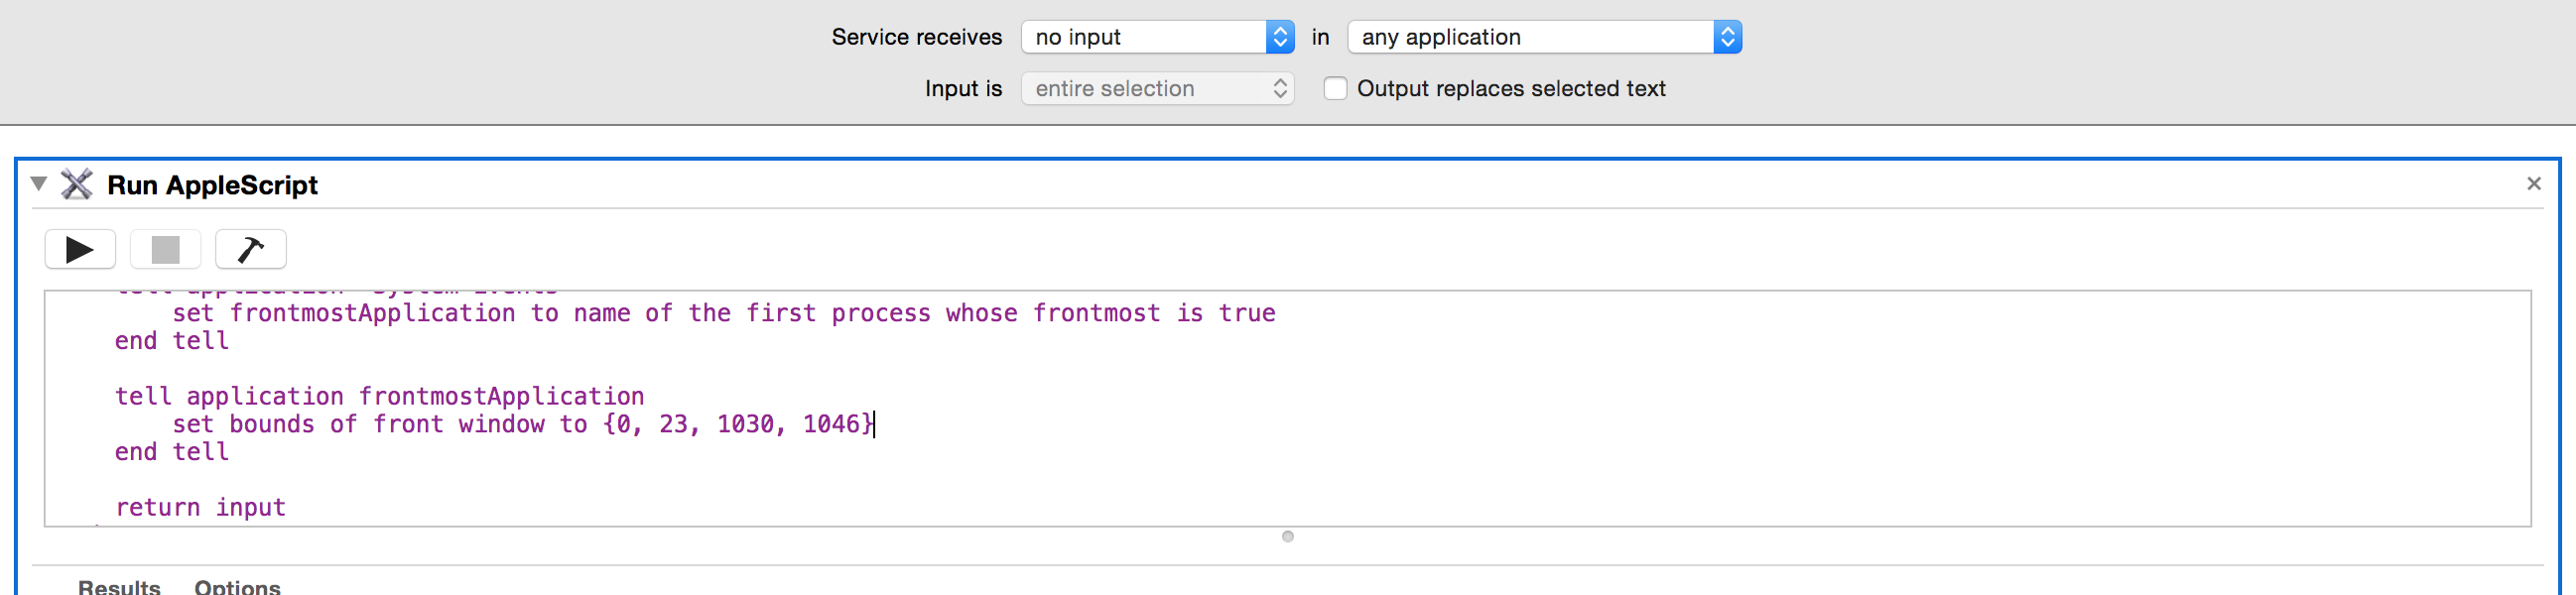 Service receives no input in any application
Input is entire selection Output replaces selected text
Run AppleScript
set frontmostApplication to name of the first process whose frontmost is true
end tell
tell application frontmostApplication
set bounds of front window to {0, 23, 1030, 1046}
end tell
return input
Results Options